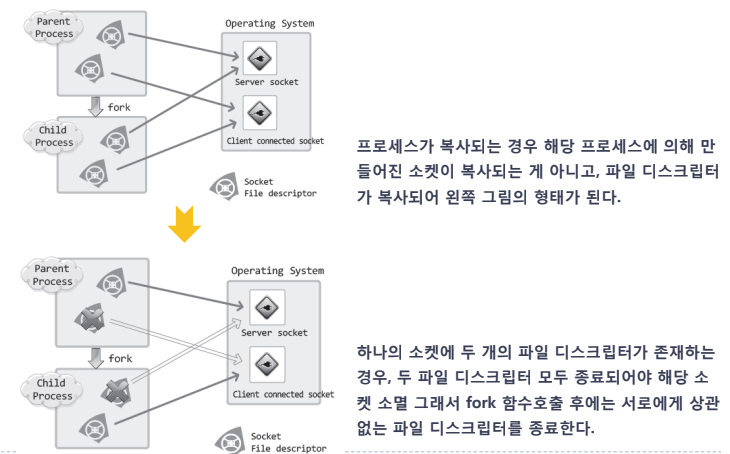 Parent
Process
Operating System
Server socket
fork
Child
Process
Client connected socket
Socket
File descriptor
프로세스가 복사되는 경우 해당 프로세스에 의해 만
들어진 소켓이 복사되는 게 아니고, 파일 디스크립터
가 복사되어 왼쪽 그림의 형태가 된다.
Parent
Process
Operating System
Server socket
fork
Child
Process
Client connected socket
Socket
File descriptor
하나의 소켓에 두 개의 파일 디스크립터가 존재하는
경우, 두 파일 디스크립터 모두 종료되어야 해당 소
켓 소멸 그래서 fork 함수호출 후에는 서로에게 상관
없는 파일 디스크립터를 종료한다.